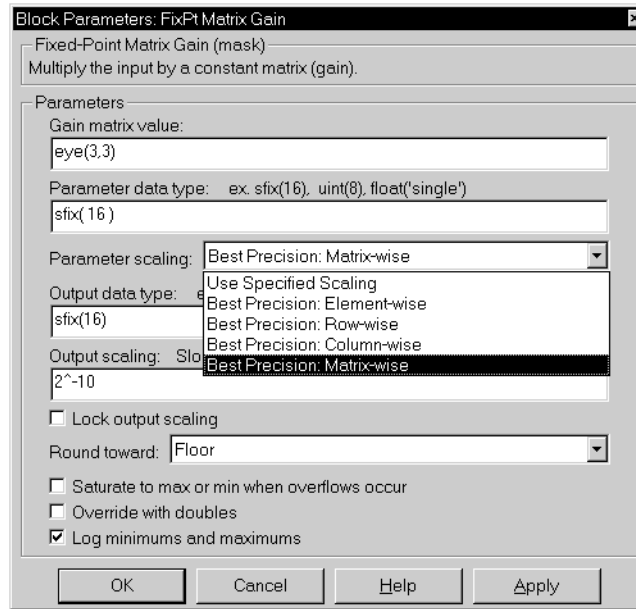 Block Parameters: FixPt Matrix Gain
Fixed-Point Matrix Gain (mask)
Multiply the input by a constant matrix (gain).
Parameters
Gain matrix value:
eye(3,3)
Parameter data type: ex. sfix(16), uint(8), float('single')
sfix( 16 )
Parameter scaling: Best Precision: Matrix-wise
Use Specified Scaling
Output data type: e
Best Precision: Element-wise
sfix(16)
Best Precision: Row-wise
Best Precision: Column-wise
Output scaling: Slo
Best Precision: Matrix-wise
2^-10
Lock output scaling
Round toward: Floor
Saturate to max or min when overflows occur
Override with doubles
Log minimums and maximums
OK Cancel Help Apply